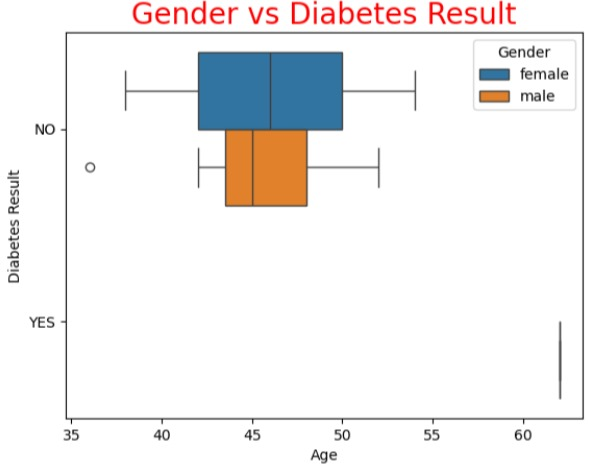 Gender vs Diabetes Result
Gender
female
male
NO
YES
Diabetes Result
35 40 45 50 55 60
Age